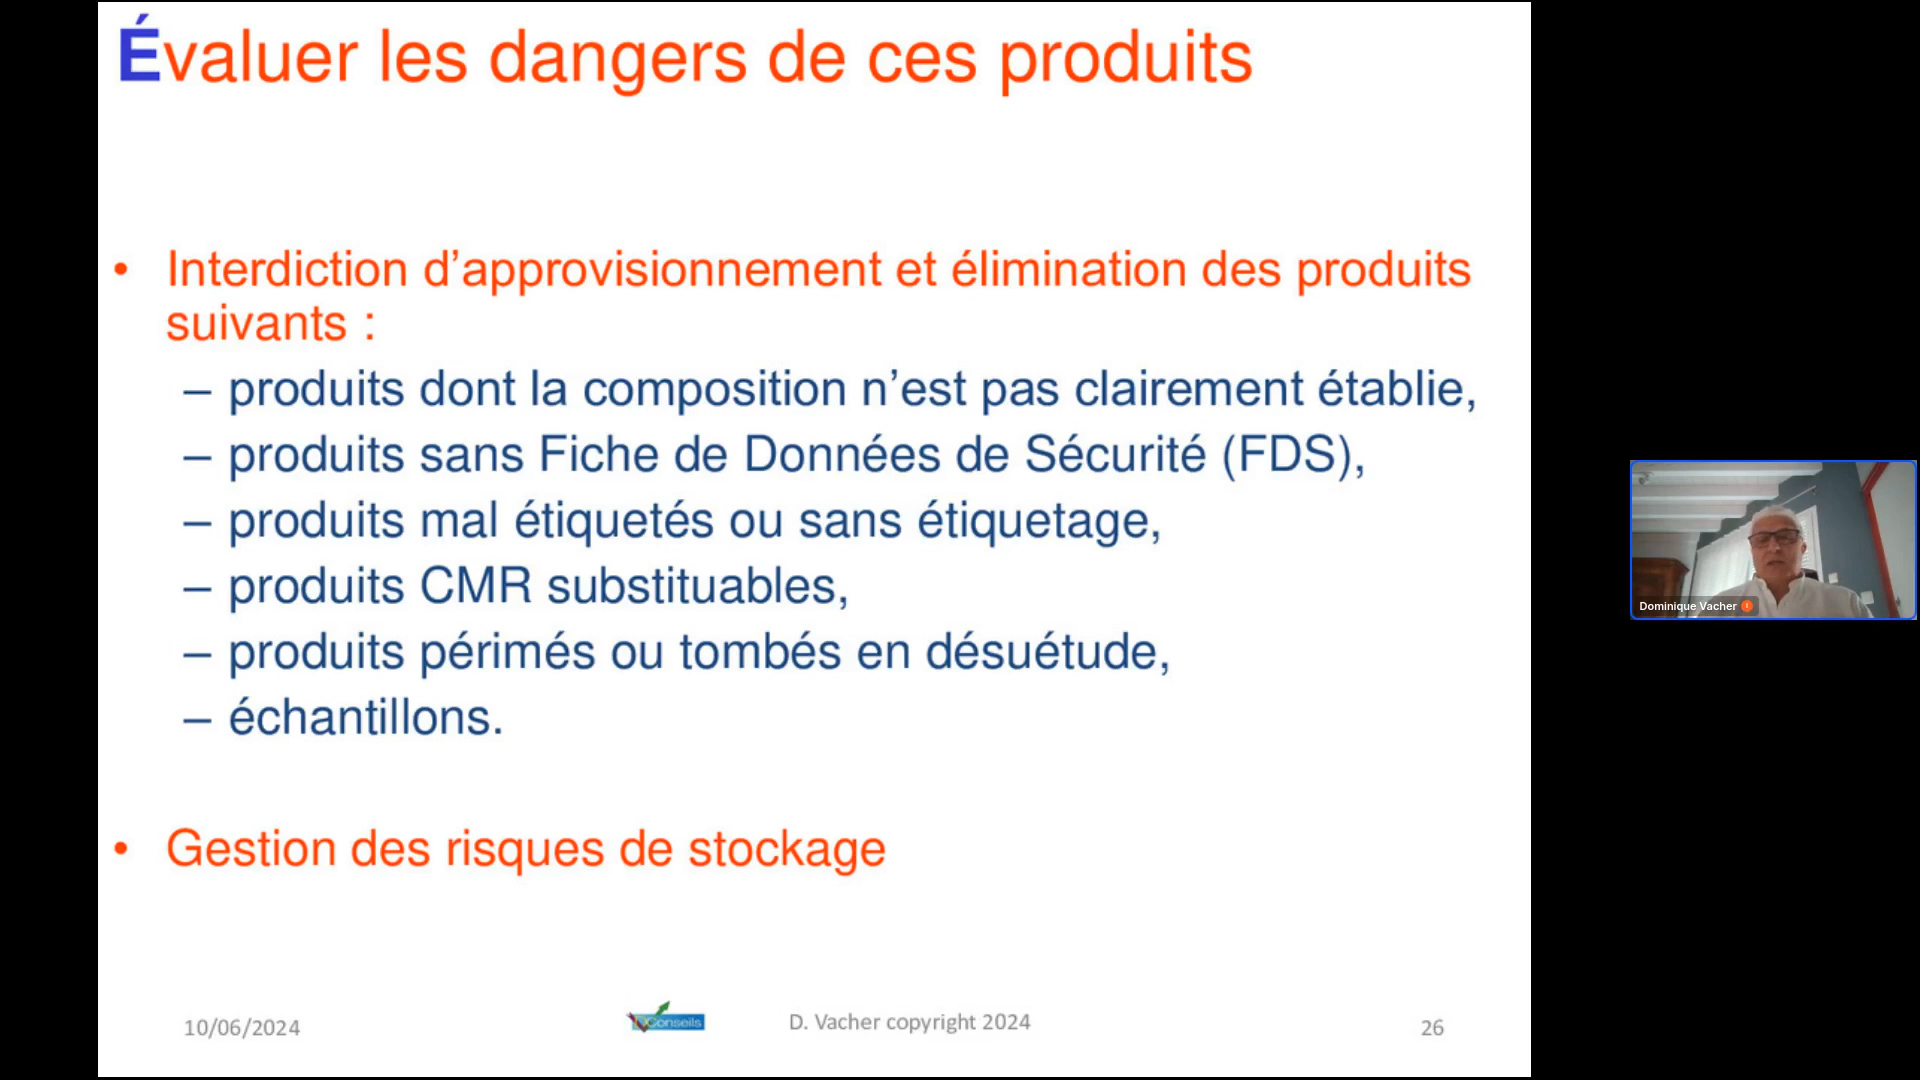 Évaluer les dangers de ces produits
• Interdiction d’approvisionnement et élimination des produits
suivants :
– produits dont la composition n’est pas clairement établie,
– produits sans Fiche de Données de Sécurité (FDS),
– produits mal étiquetés ou sans étiquetage,
– produits CMR substituables,
– produits périmés ou tombés en désuétude,
– échantillons.
• Gestion des risques de stockage
10/06/2024
Conseils
D. Vacher copyright 2024
26
Dominique Vacher